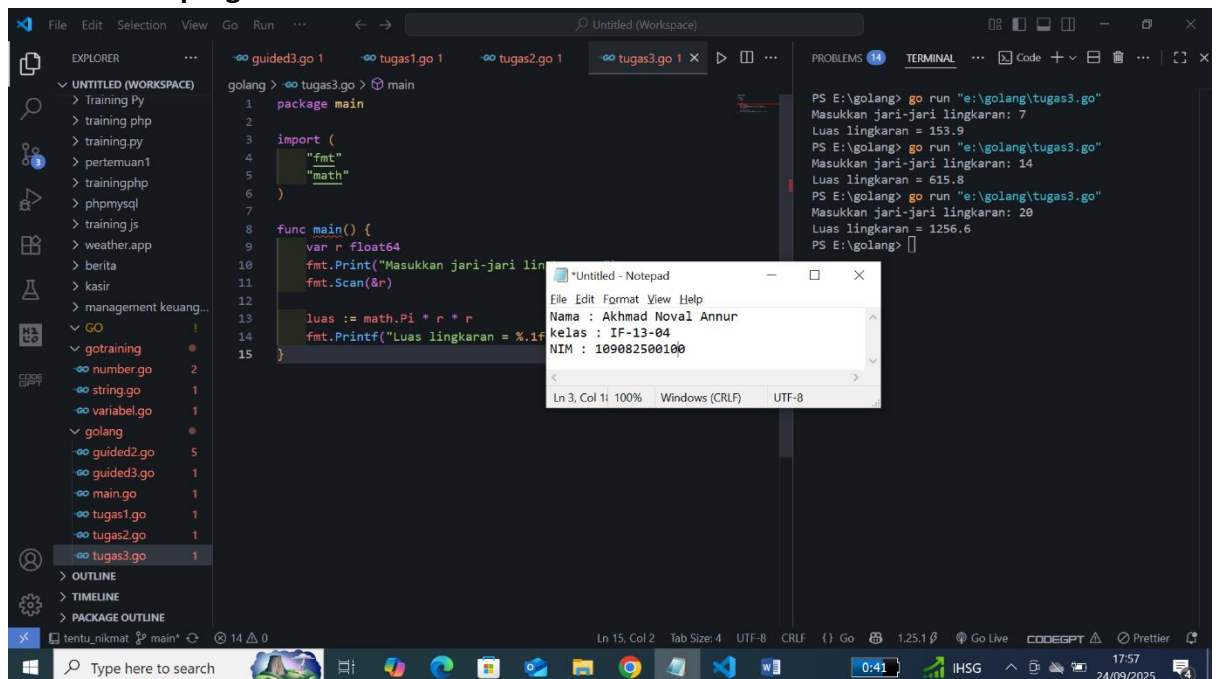 File Edit Selection View Go Run ... Untitled (Workspace)
EXPLORER
UNTITLED (WORKSPACE)
Training Py
training php
training.py
pertemuan1
trainingphp
phpmysql
training js
weather.app
berita
kasir
management keuang...
GO !
gotraining
number.go 2
string.go 1
variabel.go 1
golang
guided2.go 5
guided3.go 1
main.go 1
tugas1.go 1
tugas2.go 1
tugas3.go 1
OUTLINE
TIMELINE
PACKAGE OUTLINE
guided3.go 1 tugas1.go 1 tugas2.go 1 tugas3.go 1
golang > tugas3.go > main
1 package main
2
3 import (
4 "fmt"
5 "math"
6 )
7
8 func main() {
9 var r float64
10 fmt.Print("Masukkan jari-jari lin
11 fmt.Scan(&r)
12
13 luas := math.Pi * r * r
14 fmt.Printf("Luas lingkaran = %.1f
15 }
*Untitled - Notepad
File Edit Format View Help
Nama : Akhmad Noval Annur
kelas : IF-13-04
NIM : 109082500100
Ln 3, Col 18 100% Windows (CRLF) UTF-8
PROBLEMS 14 TERMINAL ... Code
PS E:\golang> go run "e:\golang\tugas3.go"
Masukkan jari-jari lingkaran: 7
Luas lingkaran = 153.9
PS E:\golang> go run "e:\golang\tugas3.go"
Masukkan jari-jari lingkaran: 14
Luas lingkaran = 615.8
PS E:\golang> go run "e:\golang\tugas3.go"
Masukkan jari-jari lingkaran: 20
Luas lingkaran = 1256.6
PS E:\golang>
tentu_nikmat main* 14 0 Ln 15, Col 2 Tab Size: 4 UTF-8 CRLF {} Go 1.25.1 Go Live CODEGPT Prettier
Type here to search 0:41 IHSG 17:57
24/09/2025